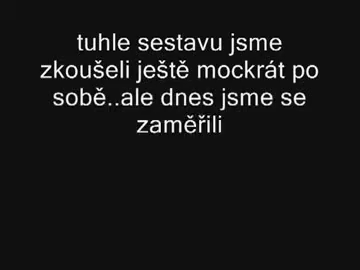 tuhle sestavu jsme
zkoušeli ještě mockrát po
sobě..ale dnes jsme se
zaměřili